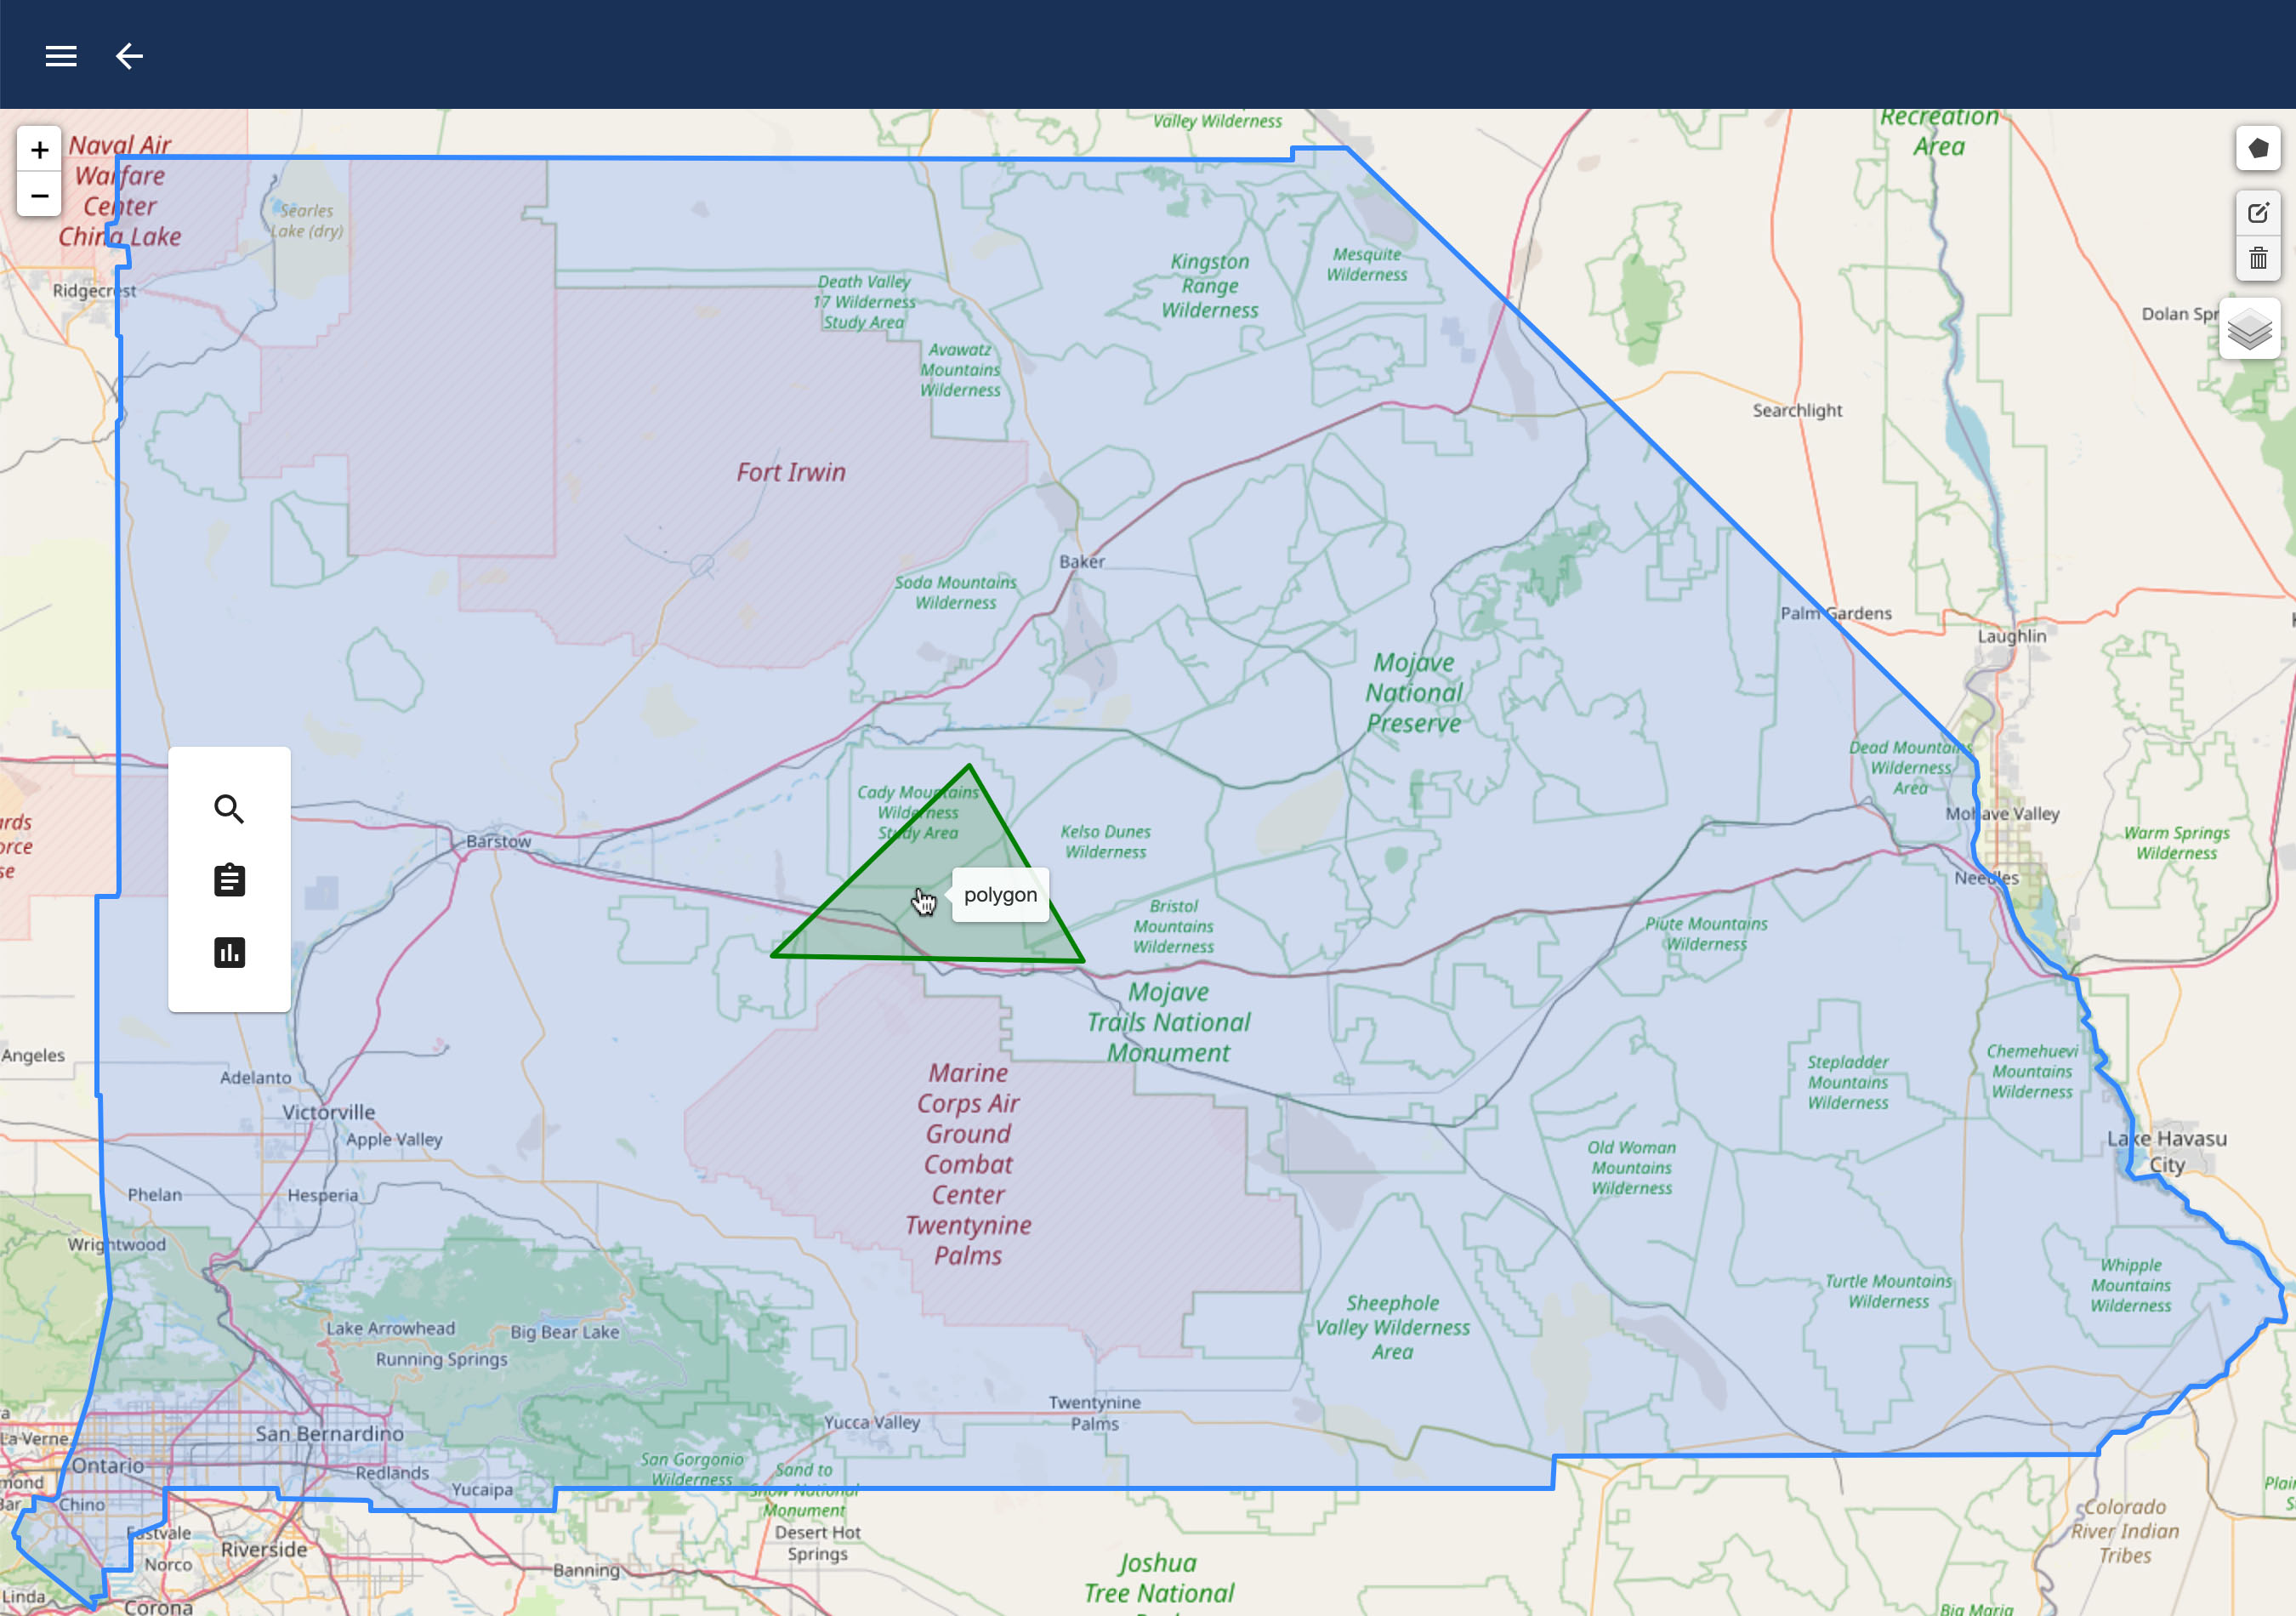 Valley Wilderness
Recreation
Area
+
−
Naval Air
Warfare
Center
China Lake
Searles
Lake (dry)
Ridgecrest
Death Valley
17 Wilderness
Study Area
Kingston
Range
Wilderness
Mesquite
Wilderness
Dolan Spr
Avawatz
Mountains
Wilderness
Searchlight
Fort Irwin
Baker
Soda Mountains
Wilderness
Palm Gardens
Laughlin
Mojave
National
Preserve
Dead Mountains
Wilderness
Area
Cady Mountains
Wilderness
Study Area
Kelso Dunes
Wilderness
Mohave Valley
Warm Springs
Wilderness
ards
orce
se
Barstow
polygon
Needles
Bristol
Mountains
Wilderness
Piute Mountains
Wilderness
Mojave
Trails National
Monument
Angeles
Adelanto
Victorville
Apple Valley
Marine
Corps Air
Ground
Combat
Center
Twentynine
Palms
Stepladder
Mountains
Wilderness
Chemehuevi
Mountains
Wilderness
Lake Havasu
City
Old Woman
Mountains
Wilderness
Phelan
Hesperia
Wrightwood
Whipple
Mountains
Wilderness
Turtle Mountains
Wilderness
Sheephole
Valley Wilderness
Area
Lake Arrowhead
Big Bear Lake
Running Springs
Twentynine
Palms
Yucca Valley
La-Verne
San Bernardino
Ontario
Redlands
San Gorgonio
Wilderness
Sand to
Snow National
Monument
mond
Bar
Yucaipa
Chino
Eastvale
Desert Hot
Springs
Riverside
Norco
Banning
Joshua
Tree National
Colorado
River Indian
Tribes
Plai
Linda
Corona
Big Maria